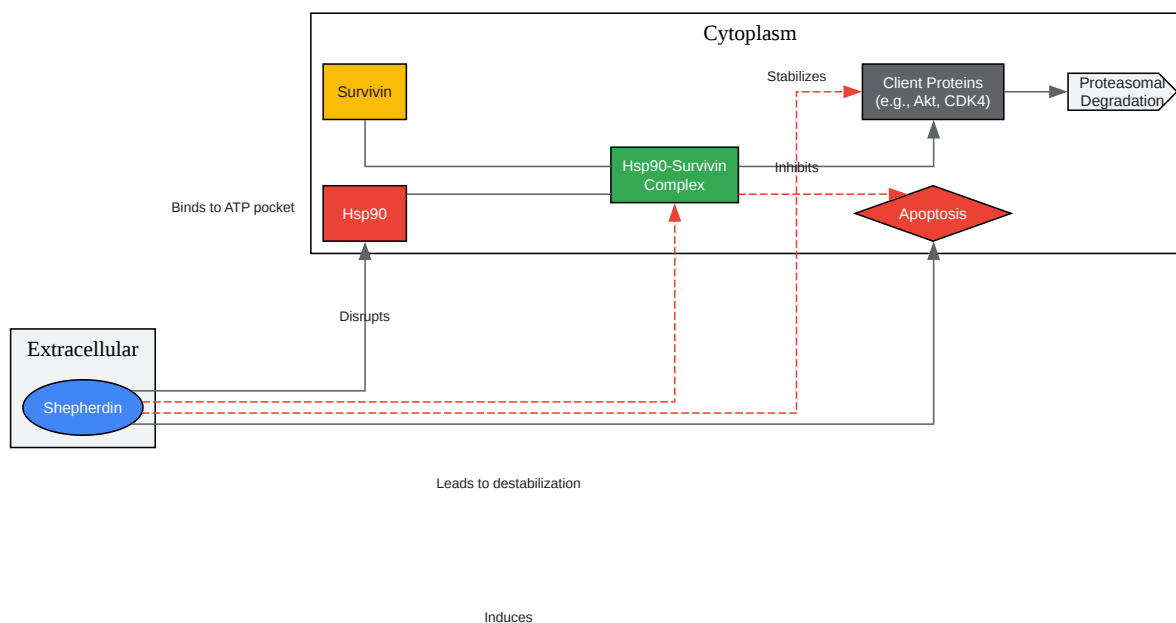 Cytoplasm
Stabilizes
Survivin
Client Proteins
(e.g., Akt, CDK4)
Proteasomal
Degradation
Hsp90-Survivin
Complex
Inhibits
Binds to ATP pocket
Hsp90
Apoptosis
Disrupts
Extracellular
Shepherdin
Leads to destabilization
Induces